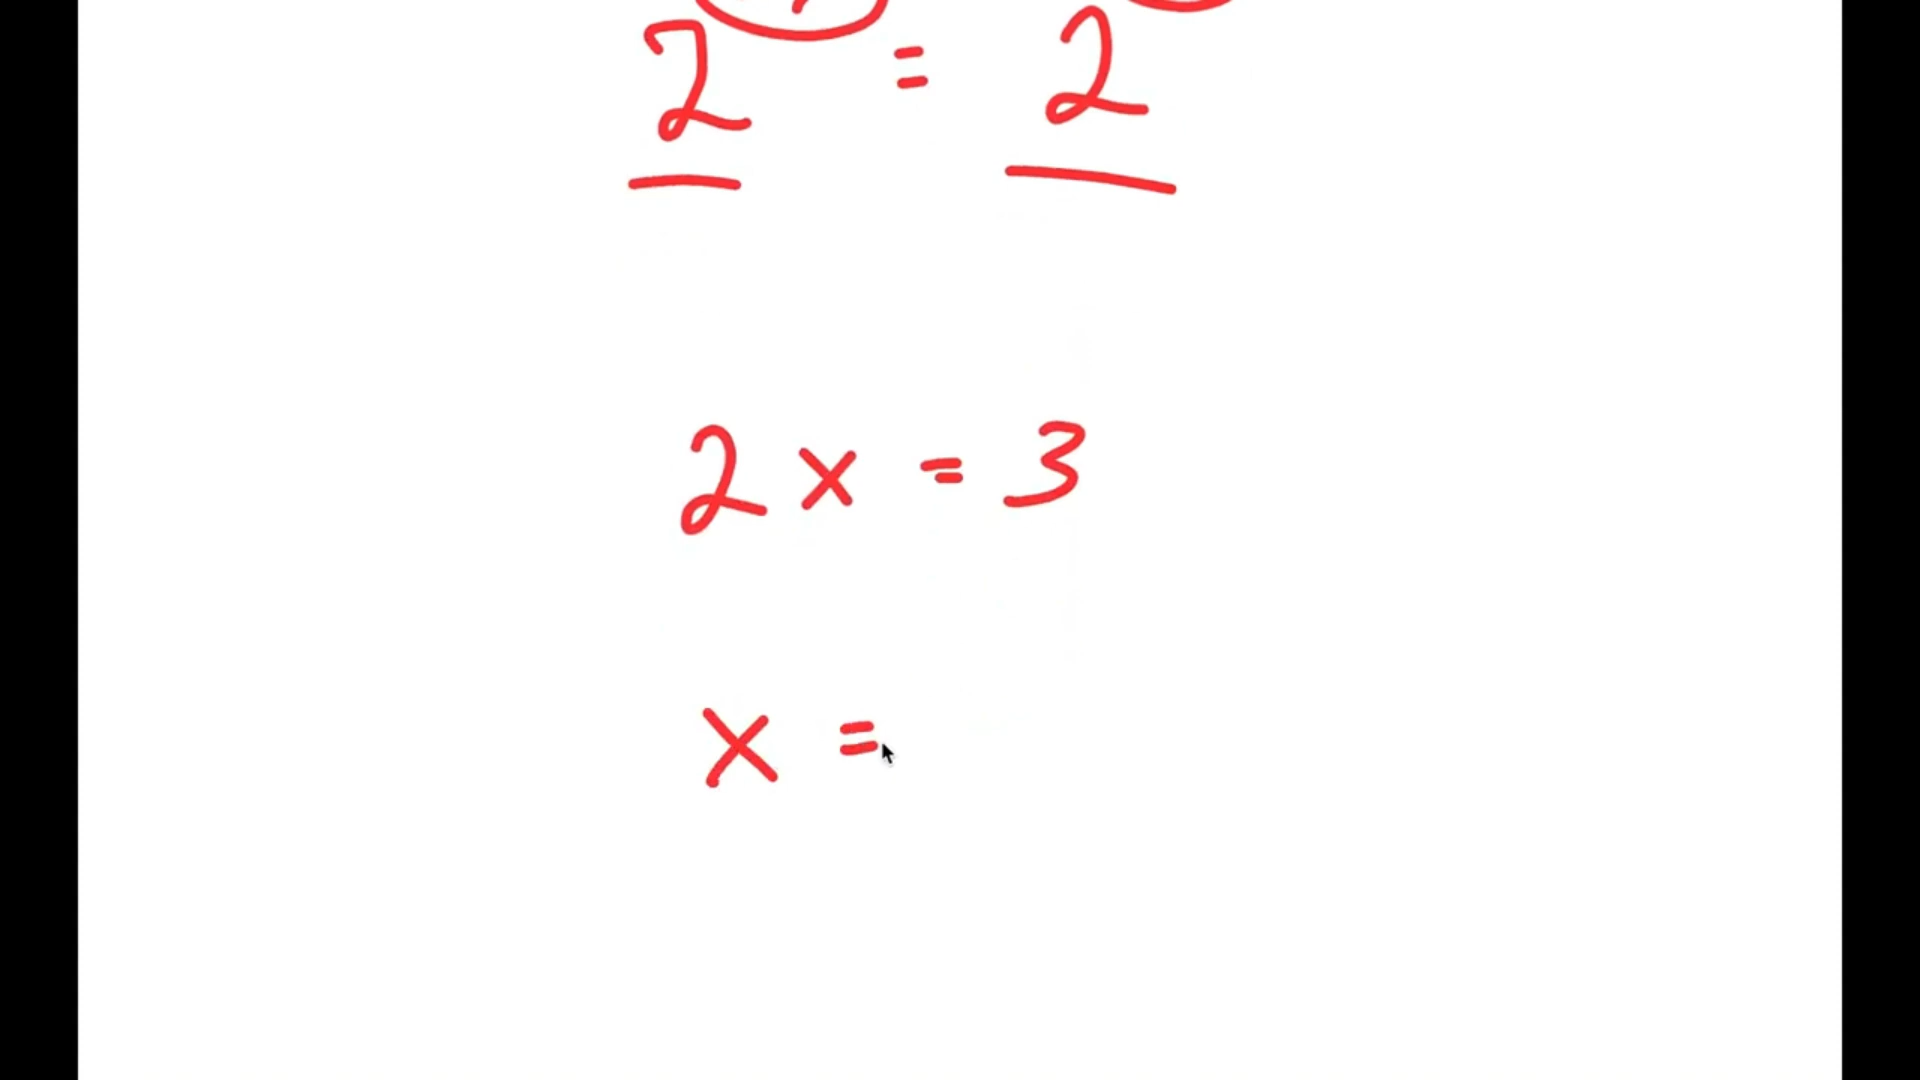 2 = 2
2x = 3
x =